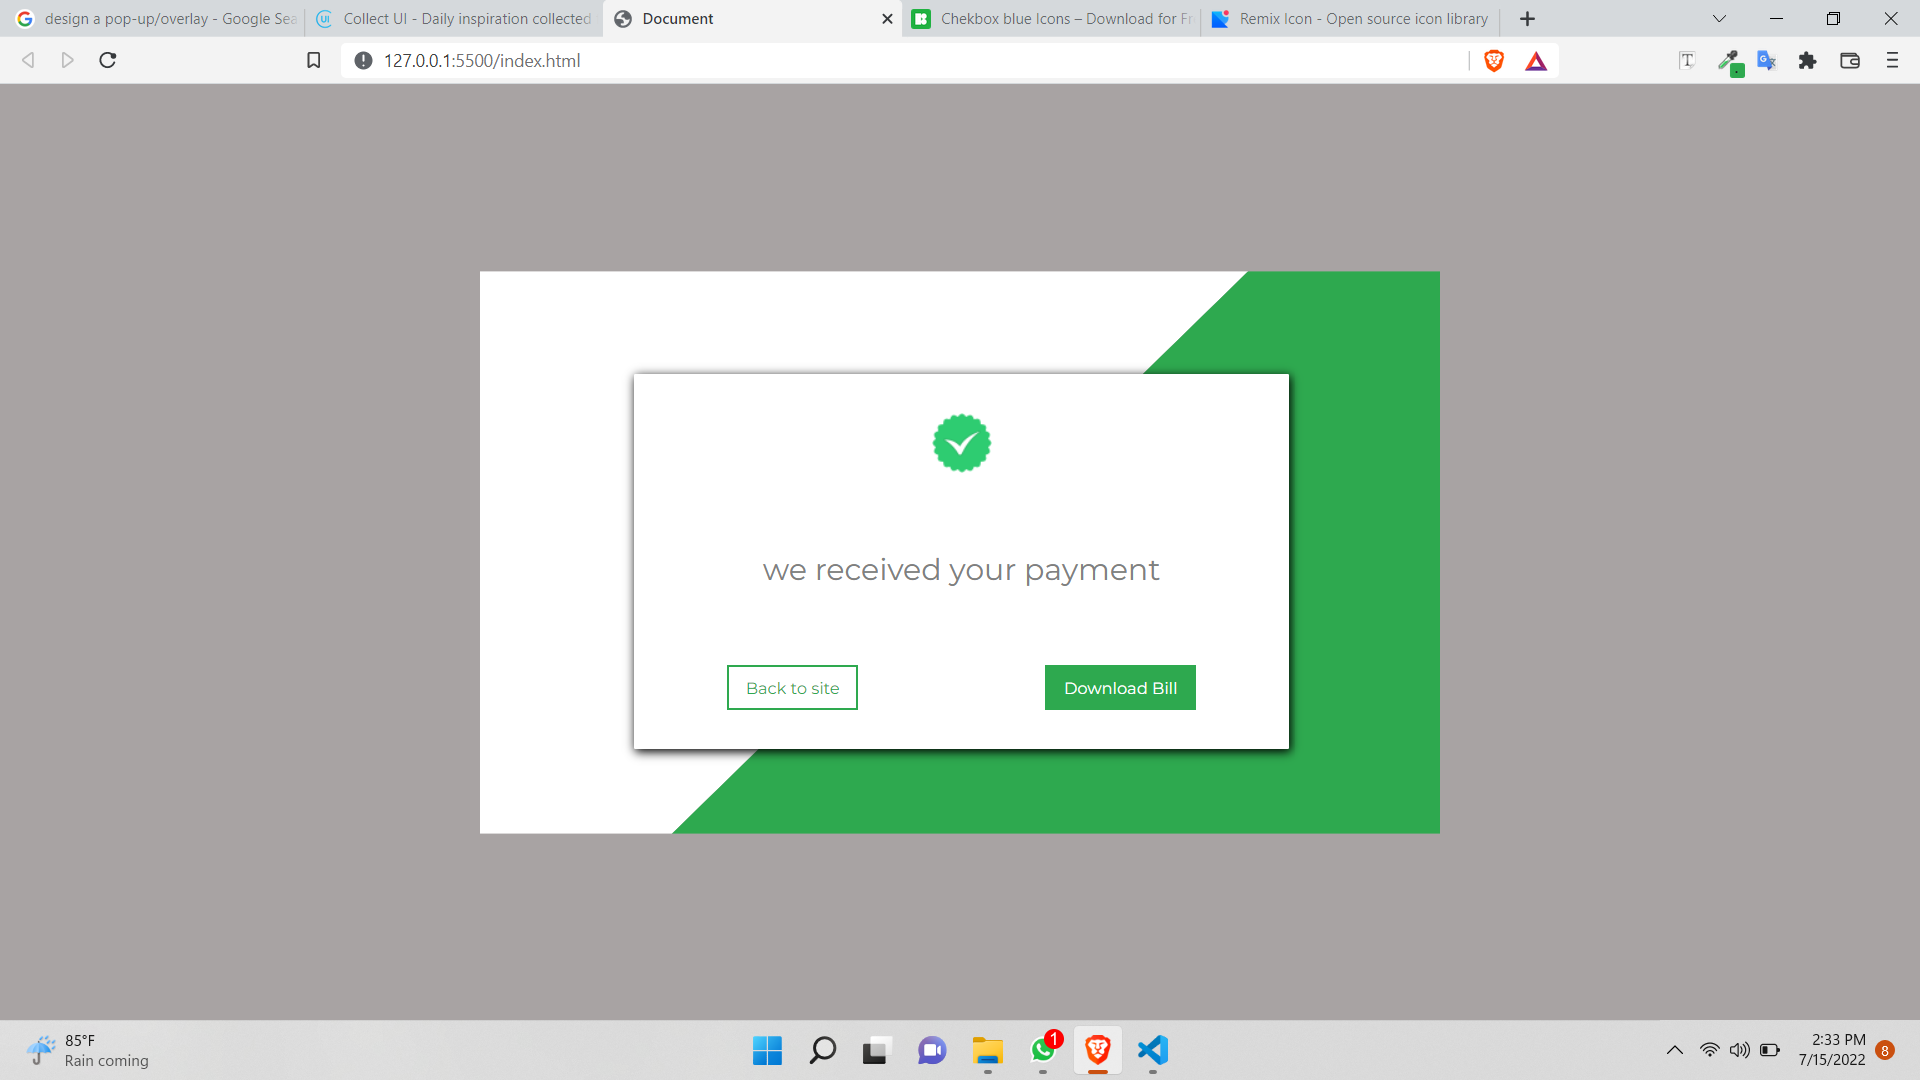 design a pop-up/overlay - Google Sea
Collect UI - Daily inspiration collected
Document
Chekbox blue Icons – Download for Fr
Remix Icon - Open source icon library
127.0.0.1:5500/index.html
we received your payment
Back to site
Download Bill
85°F
Rain coming
1
2:33 PM
7/15/2022
8